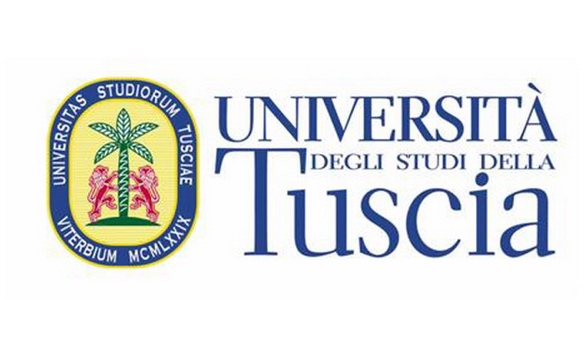 UNIVERSITAS STUDIORUM TUSCIAE
VITERBIUM MCMLXXIX
UNIVERSITÀ
DEGLI STUDI DELLA
Tuscia